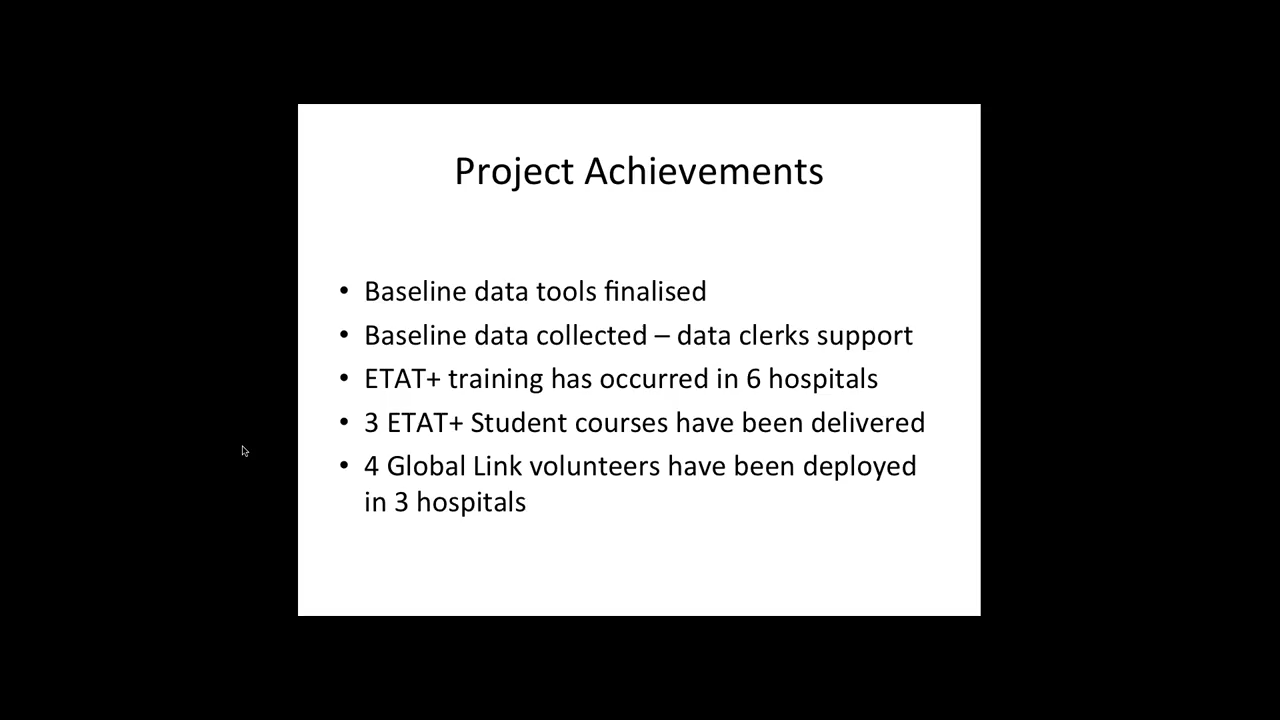 Project Achievements
• Baseline data tools finalised
• Baseline data collected – data clerks support
• ETAT+ training has occurred in 6 hospitals
• 3 ETAT+ Student courses have been delivered
• 4 Global Link volunteers have been deployed
in 3 hospitals